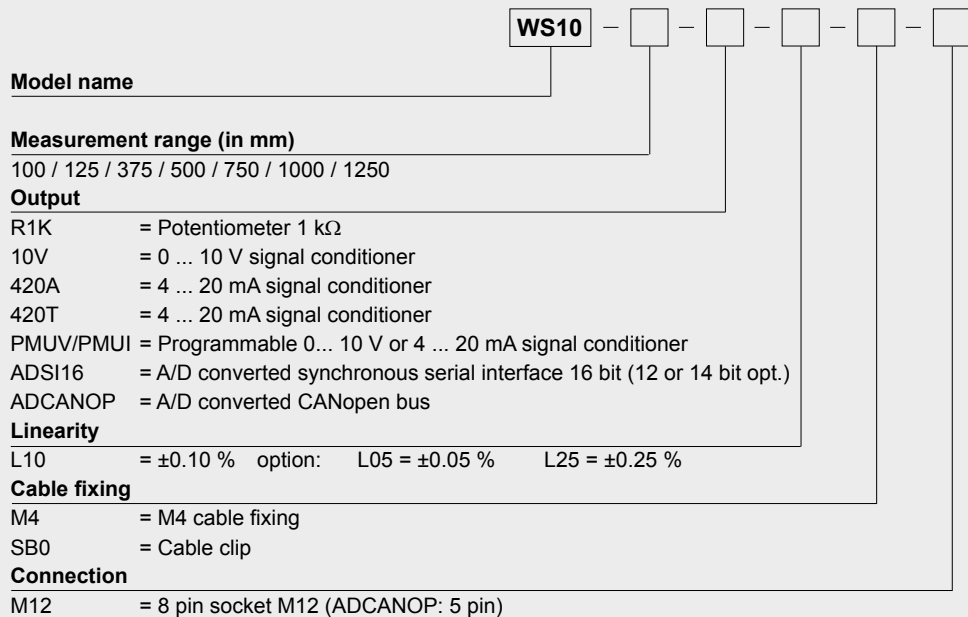 WS10 – – – – –
Model name
Measurement range (in mm)
100 / 125 / 375 / 500 / 750 / 1000 / 1250
Output
R1K = Potentiometer 1 kΩ
10V = 0 ... 10 V signal conditioner
420A = 4 ... 20 mA signal conditioner
420T = 4 ... 20 mA signal conditioner
PMUV/PMUI = Programmable 0... 10 V or 4 ... 20 mA signal conditioner
ADSI16 = A/D converted synchronous serial interface 16 bit (12 or 14 bit opt.)
ADCANOP = A/D converted CANopen bus
Linearity
L10 = ±0.10 % option: L05 = ±0.05 % L25 = ±0.25 %
Cable fixing
M4 = M4 cable fixing
SB0 = Cable clip
Connection
M12 = 8 pin socket M12 (ADCANOP: 5 pin)